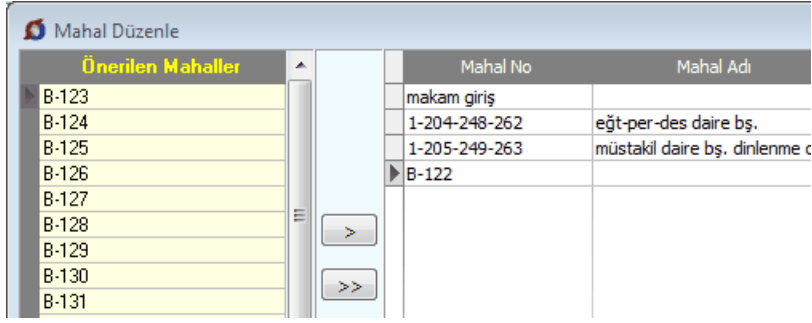 Mahal Düzenle
Önerilen Mahaller
B-123
B-124
B-125
B-126
B-127
B-128
B-129
B-130
B-131
>
>>
Mahal No Mahal Adı
makam giriş
1-204-248-262 eğt-per-des daire bş.
1-205-249-263 müstakil daire bş. dinlenme
B-122